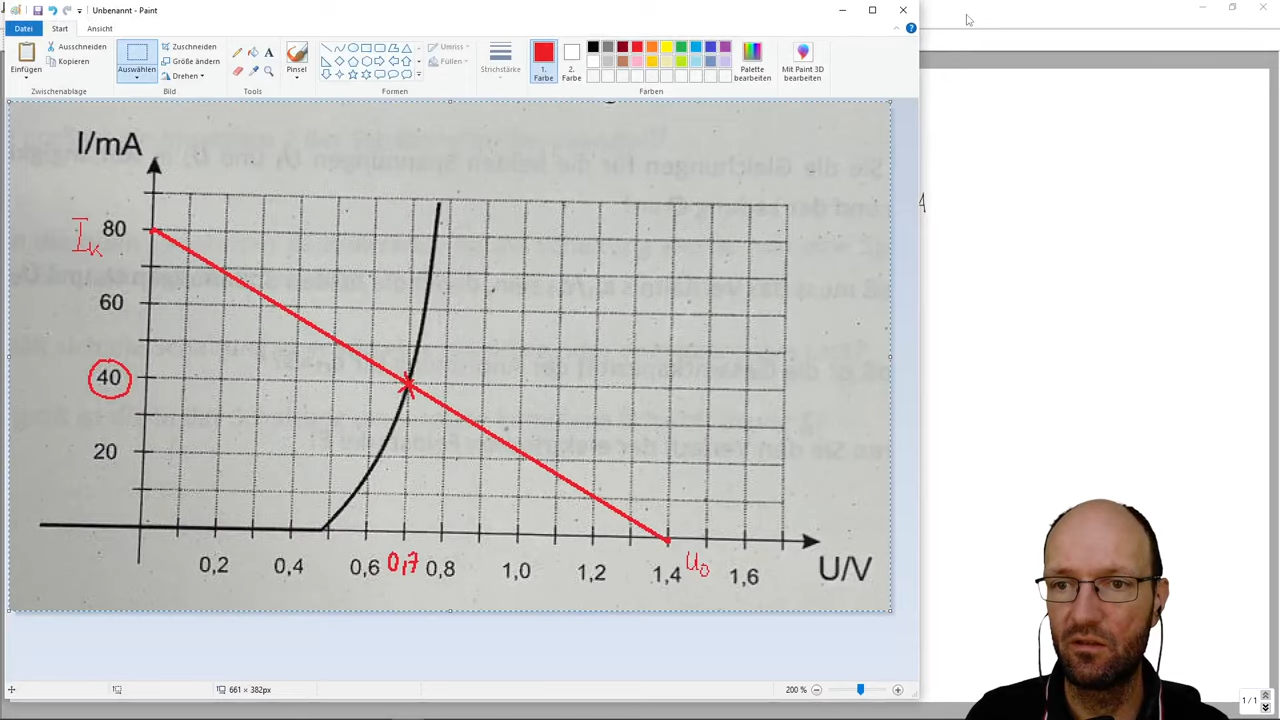 Unbenannt - Paint
Datei Start Ansicht
Einfügen
Ausschneiden
Kopieren
Zwischenablage
Auswählen
Zuschneiden
Größe ändern
Drehen
Bild
Tools
Pinsel
Formen
Umriss
Füllen
Strichstärke
1. Farbe
2. Farbe
Palette bearbeiten
Mit Paint 3D bearbeiten
Farben
I/mA
I_K 80
60
40
20
0,2 0,4 0,6 0,7 0,8 1,0 1,2 1,4 U_0 1,6 U/V
661 × 382px
200 %
1/1